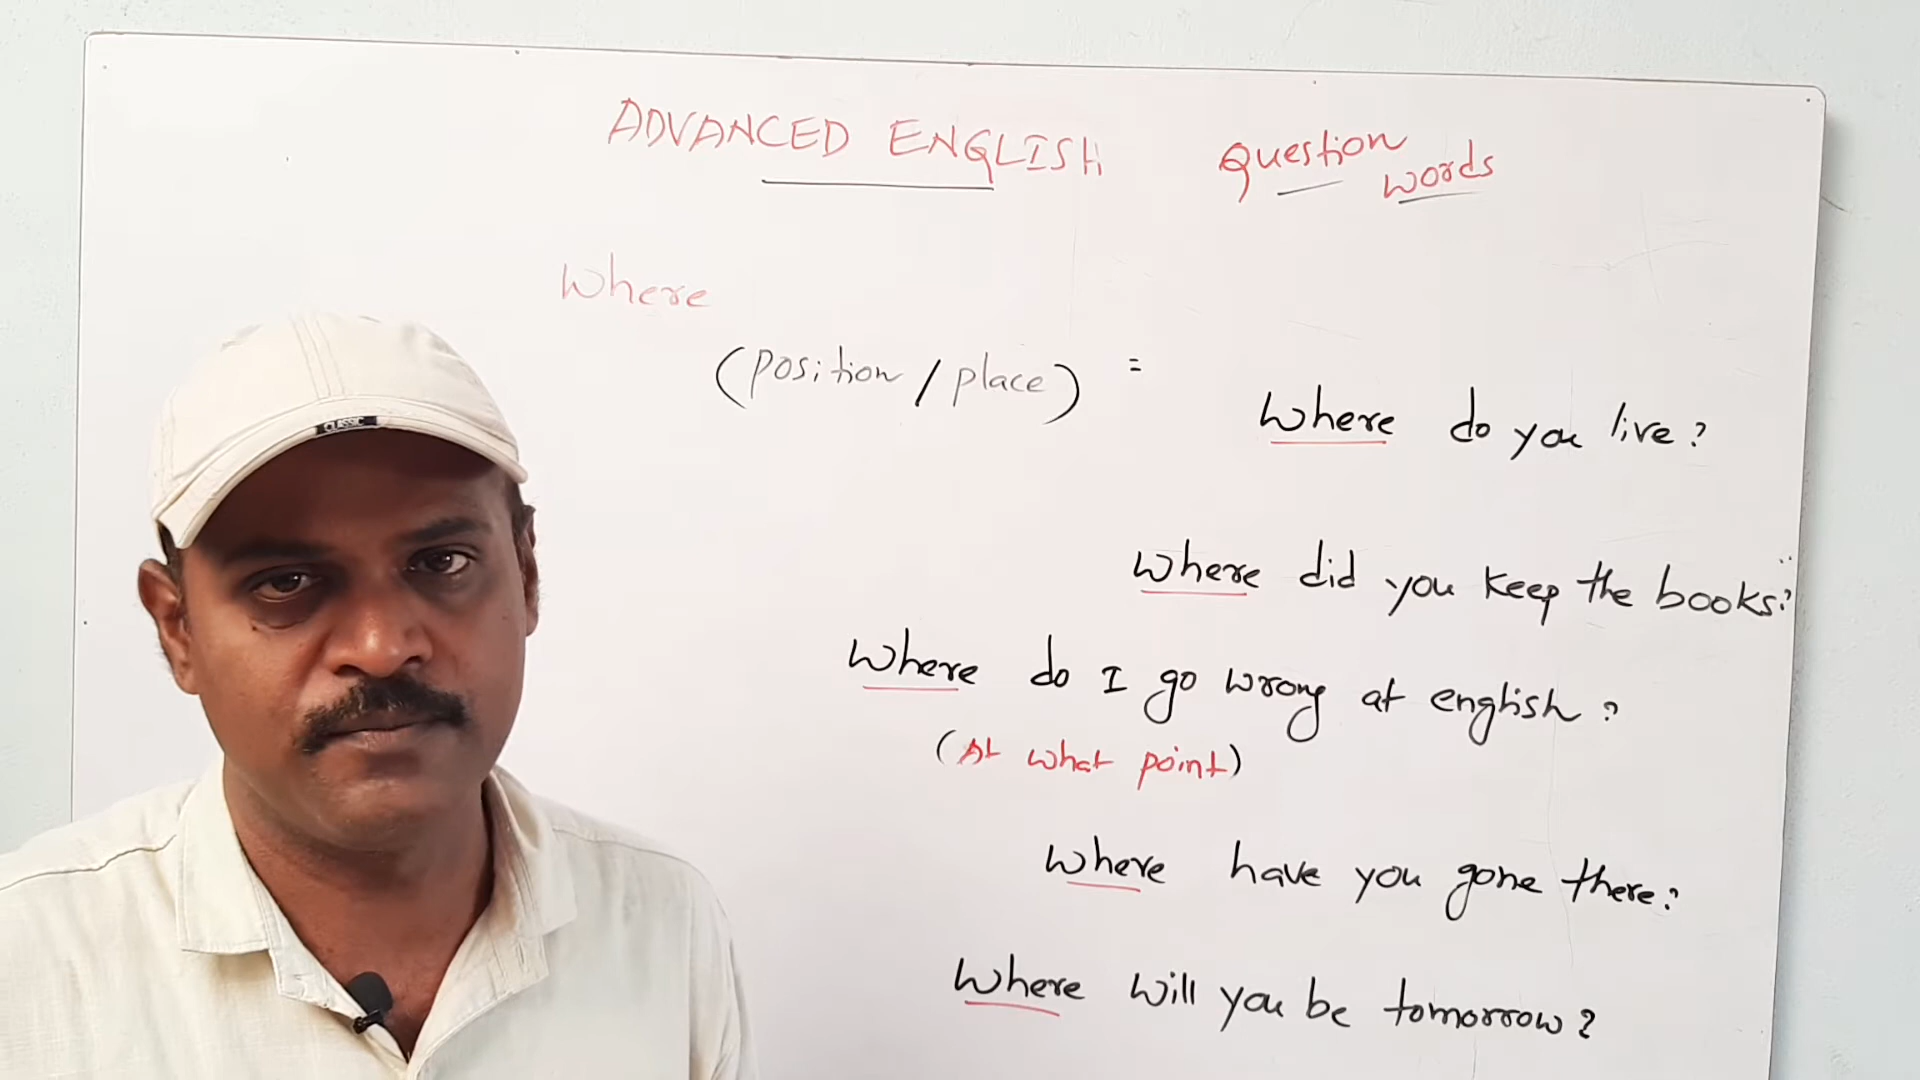 ADVANCED ENGLISH
Question
words
Where
(position / place) =
Where do you live?
Where did you keep the books?
Where do I go wrong at english?
(At what point)
Where have you gone there?
Where will you be tomorrow?
CLASSIC